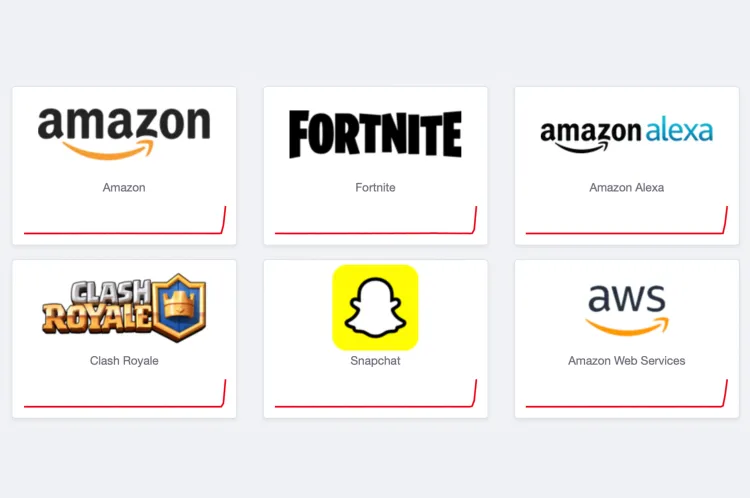 amazon
Amazon
FORTNITE
Fortnite
amazon alexa
Amazon Alexa
CLASH
ROYALE
Clash Royale
Snapchat
aws
Amazon Web Services